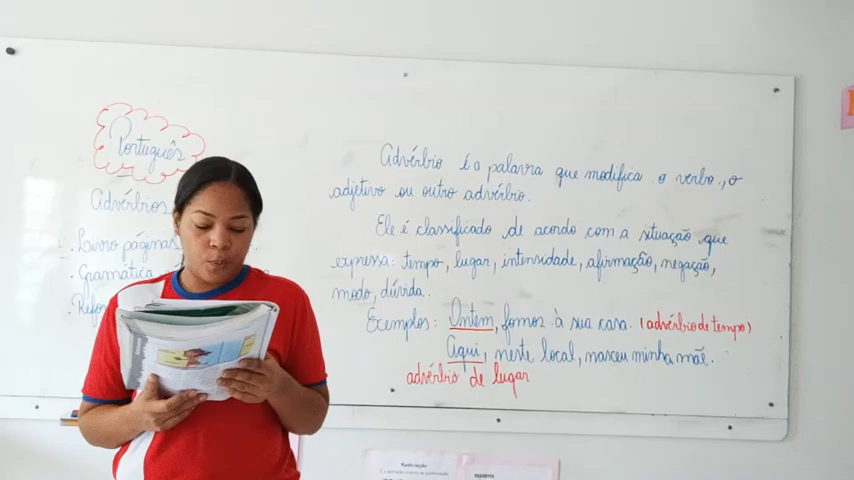 Português
Advérbios
. Livro páginas
. Gramática
. Refor
Advérbio é a palavra que modifica o verbo, o
adjetivo ou outro advérbio.
Ele é classificado de acordo com a situação que
expressa: tempo, lugar, intensidade, afirmação, negação,
modo, dúvida.
Exemplos: Ontem, fomos à sua casa. (advérbio de tempo)
Aqui, neste local, nasceu minha mãe.
advérbio de lugar
Radiciação